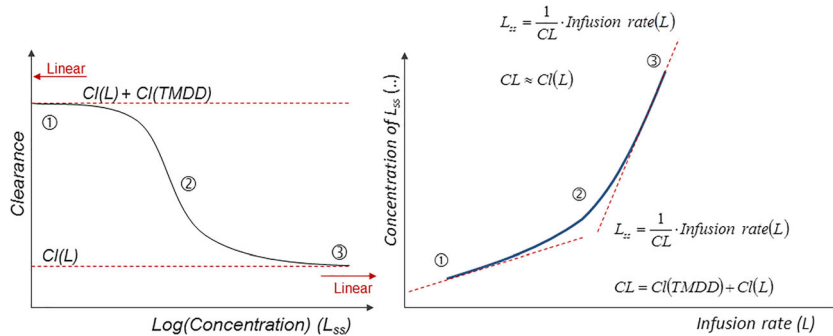 Linear
Cl(L) + Cl(TMDD)
①
②
Clearance
Cl(L)
③
Linear
Log(Concentration) (Lss)
Lss = 1/CL · Infusion rate(L)
③
CL ≈ Cl(L)
Concentration of Lss (..)
②
Lss = 1/CL · Infusion rate(L)
①
CL = Cl(TMDD) + Cl(L)
Infusion rate (L)